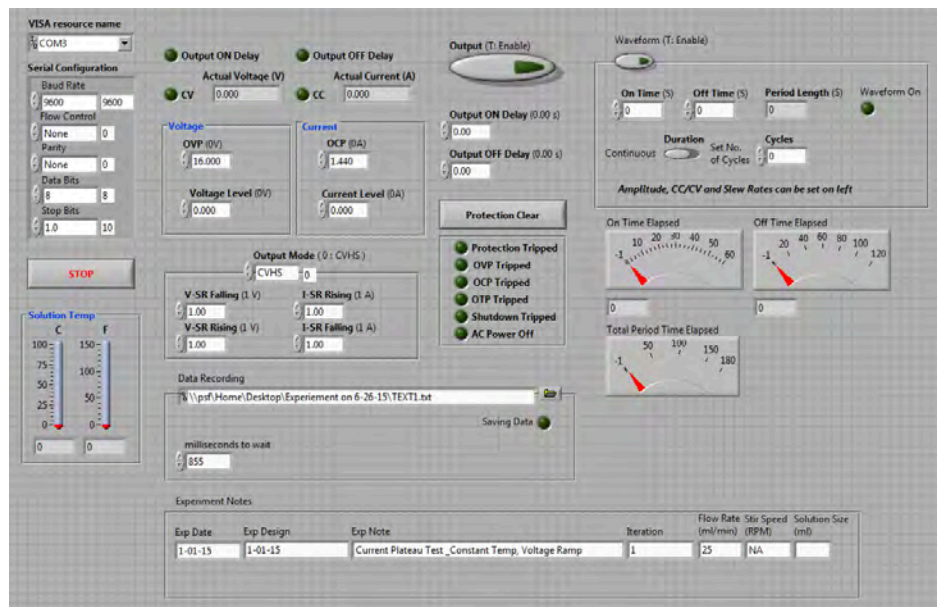 VISA resource name
COM3
Serial Configuration
Baud Rate
9600 9600
Flow Control
None 0
Parity
None 0
Data Bits
8 8
Stop Bits
1.0 10
STOP
Solution Temp
C F
100 150
75 100
50 50
25
0 0
0 0
Output ON Delay Output OFF Delay
Actual Voltage (V) Actual Current (A)
CV 0.000 CC 0.000
Voltage Current
OVP (0V) OCP (0A)
16.000 1.440
Voltage Level (0V) Current Level (0A)
0.000 0.000
Output Mode (0 : CVHS )
CVHS 0
V-SR Falling (1 V) I-SR Rising (1 A)
1.00 1.00
V-SR Rising (1 V) I-SR Falling (1 A)
1.00 1.00
Output (T: Enable)
Output ON Delay (0.00 s)
0.00
Output OFF Delay (0.00 s)
0.00
Protection Clear
Protection Tripped
OVP Tripped
OCP Tripped
OTP Tripped
Shutdown Tripped
AC Power Off
Waveform (T: Enable)
On Time (S) Off Time (S) Period Length (S) Waveform On
0 0 0
Duration Cycles
Continuous Set No. of Cycles 0
Amplitude, CC/CV and Slew Rates can be set on left
On Time Elapsed Off Time Elapsed
-1 10 20 30 40 50 60
-1 20 40 60 80 100 120
0 0
Total Period Time Elapsed
-1 50 100 150 180
Data Recording
\\psf\Home\Desktop\Experiement on 6-26-15\TEXT1.txt
Saving Data
milliseconds to wait
855
Experiment Notes
Exp Date Exp Design Exp Note Iteration Flow Rate (ml/min) Stir Speed (RPM) Solution Size (ml)
1-01-15 1-01-15 Current Plateau Test _Constant Temp, Voltage Ramp 1 25 NA